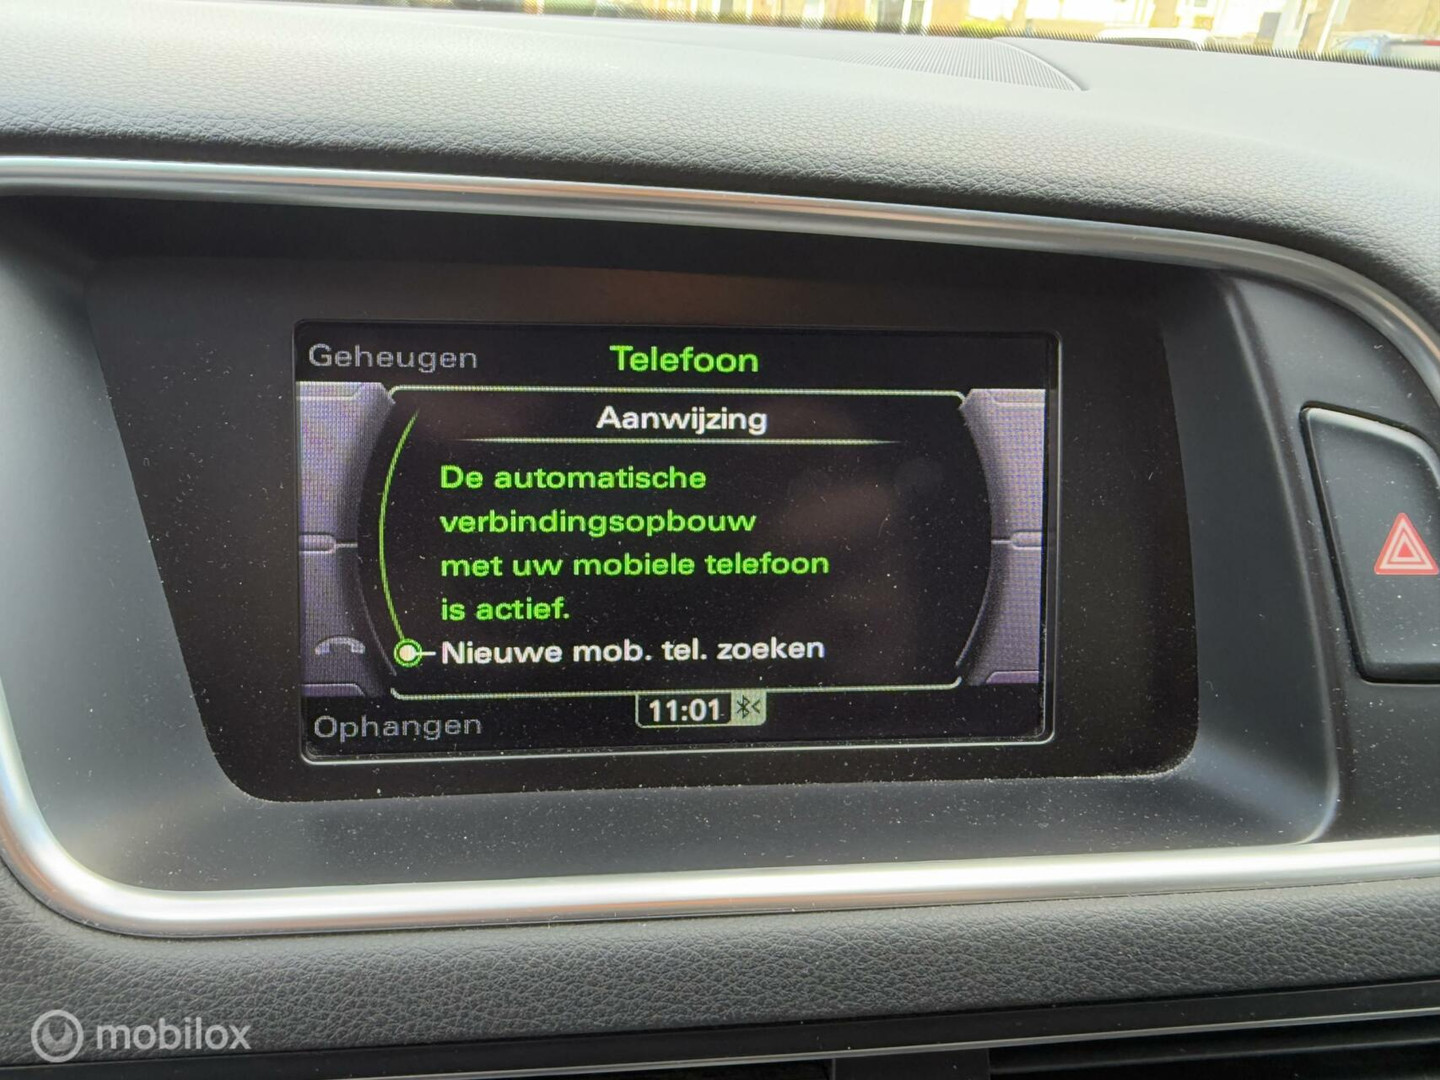 Geheugen
Telefoon
Aanwijzing
De automatische
verbindingsopbouw
met uw mobiele telefoon
is actief.
Nieuwe mob. tel. zoeken
11:01
Ophangen
mobilox